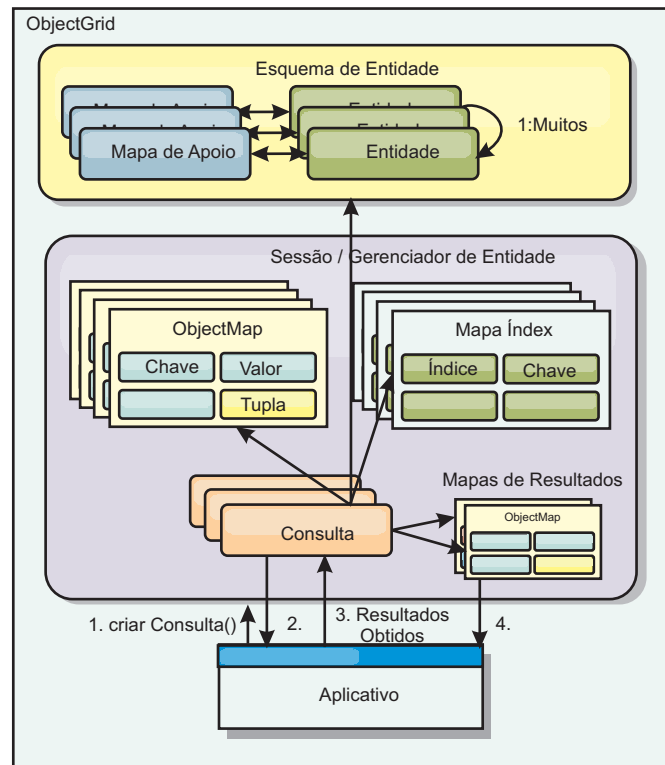 ObjectGrid
Esquema de Entidade
Mapa de Apoio
Entidade
1:Muitos
Sessão / Gerenciador de Entidade
ObjectMap
Chave
Valor
Tupla
Mapa Índex
Índice
Chave
Mapas de Resultados
ObjectMap
Consulta
1. criar Consulta()
2.
3. Resultados
Obtidos
4.
Aplicativo